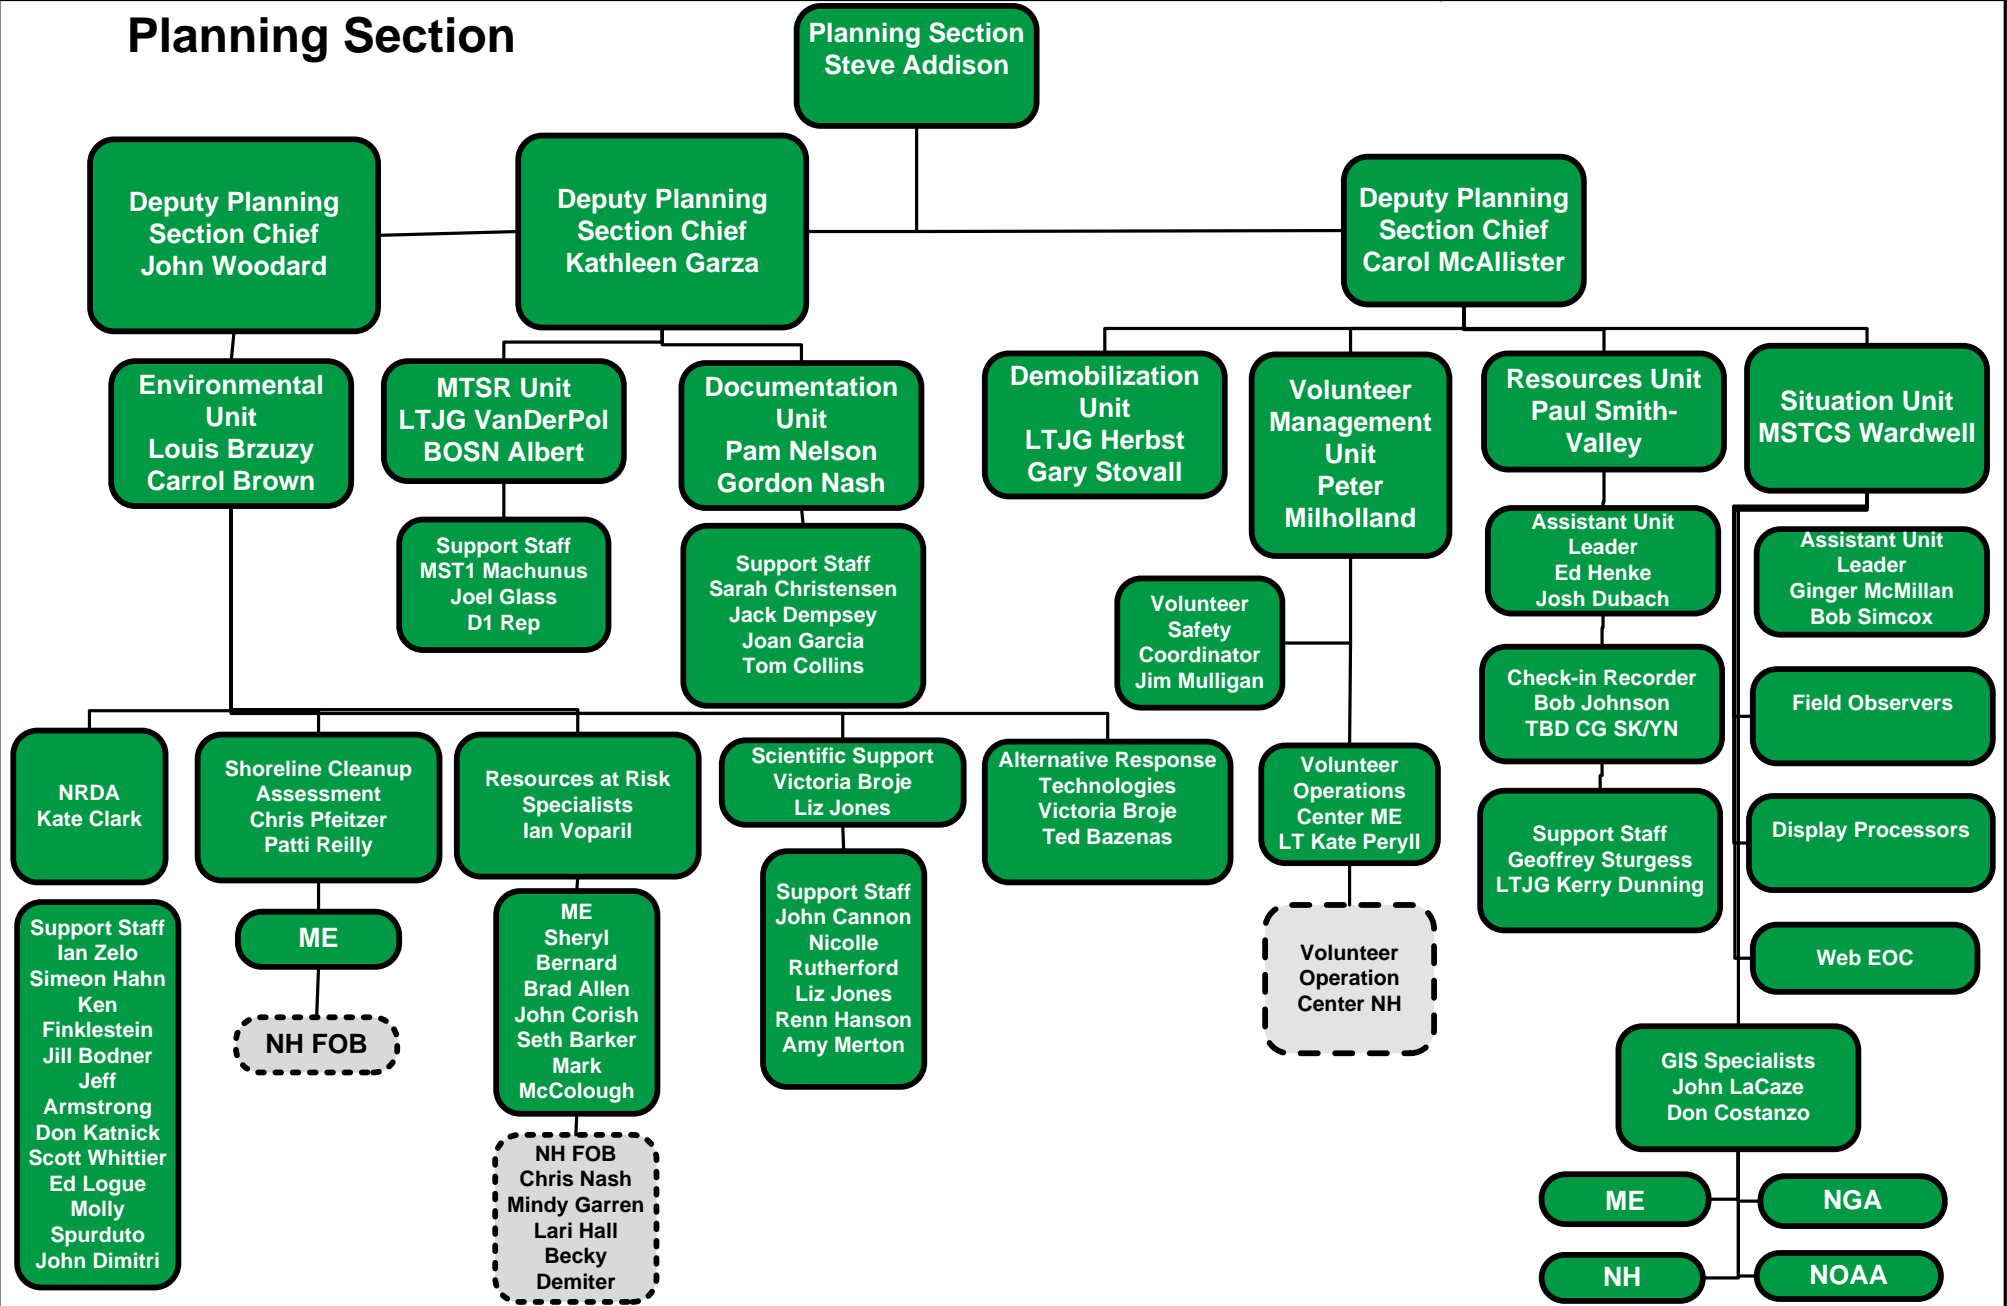 Planning Section
Planning Section
Steve Addison
Deputy Planning
Section Chief
John Woodard
Deputy Planning
Section Chief
Kathleen Garza
Deputy Planning
Section Chief
Carol McAllister
Environmental
Unit
Louis Brzuzy
Carrol Brown
MTSR Unit
LTJG VanDerPol
BOSN Albert
Documentation
Unit
Pam Nelson
Gordon Nash
Demobilization
Unit
LTJG Herbst
Gary Stovall
Volunteer
Management
Unit
Peter
Milholland
Resources Unit
Paul Smith-
Valley
Situation Unit
MSTCS Wardwell
Support Staff
MST1 Machunus
Joel Glass
D1 Rep
Support Staff
Sarah Christensen
Jack Dempsey
Joan Garcia
Tom Collins
Volunteer
Safety
Coordinator
Jim Mulligan
Assistant Unit
Leader
Ed Henke
Josh Dubach
Assistant Unit
Leader
Ginger McMillan
Bob Simcox
Check-in Recorder
Bob Johnson
TBD CG SK/YN
Field Observers
NRDA
Kate Clark
Shoreline Cleanup
Assessment
Chris Pfeitzer
Patti Reilly
Resources at Risk
Specialists
Ian Voparil
Scientific Support
Victoria Broje
Liz Jones
Alternative Response
Technologies
Victoria Broje
Ted Bazenas
Volunteer
Operations
Center ME
LT Kate Peryll
Support Staff
Geoffrey Sturgess
LTJG Kerry Dunning
Display Processors
Support Staff
Ian Zelo
Simeon Hahn
Ken
Finklestein
Jill Bodner
Jeff
Armstrong
Don Katnick
Scott Whittier
Ed Logue
Molly
Spurduto
John Dimitri
ME
NH FOB
ME
Sheryl
Bernard
Brad Allen
John Corish
Seth Barker
Mark
McColough
NH FOB
Chris Nash
Mindy Garren
Lari Hall
Becky
Demiter
Support Staff
John Cannon
Nicolle
Rutherford
Liz Jones
Renn Hanson
Amy Merton
Volunteer
Operation
Center NH
Web EOC
GIS Specialists
John LaCaze
Don Costanzo
ME
NGA
NH
NOAA